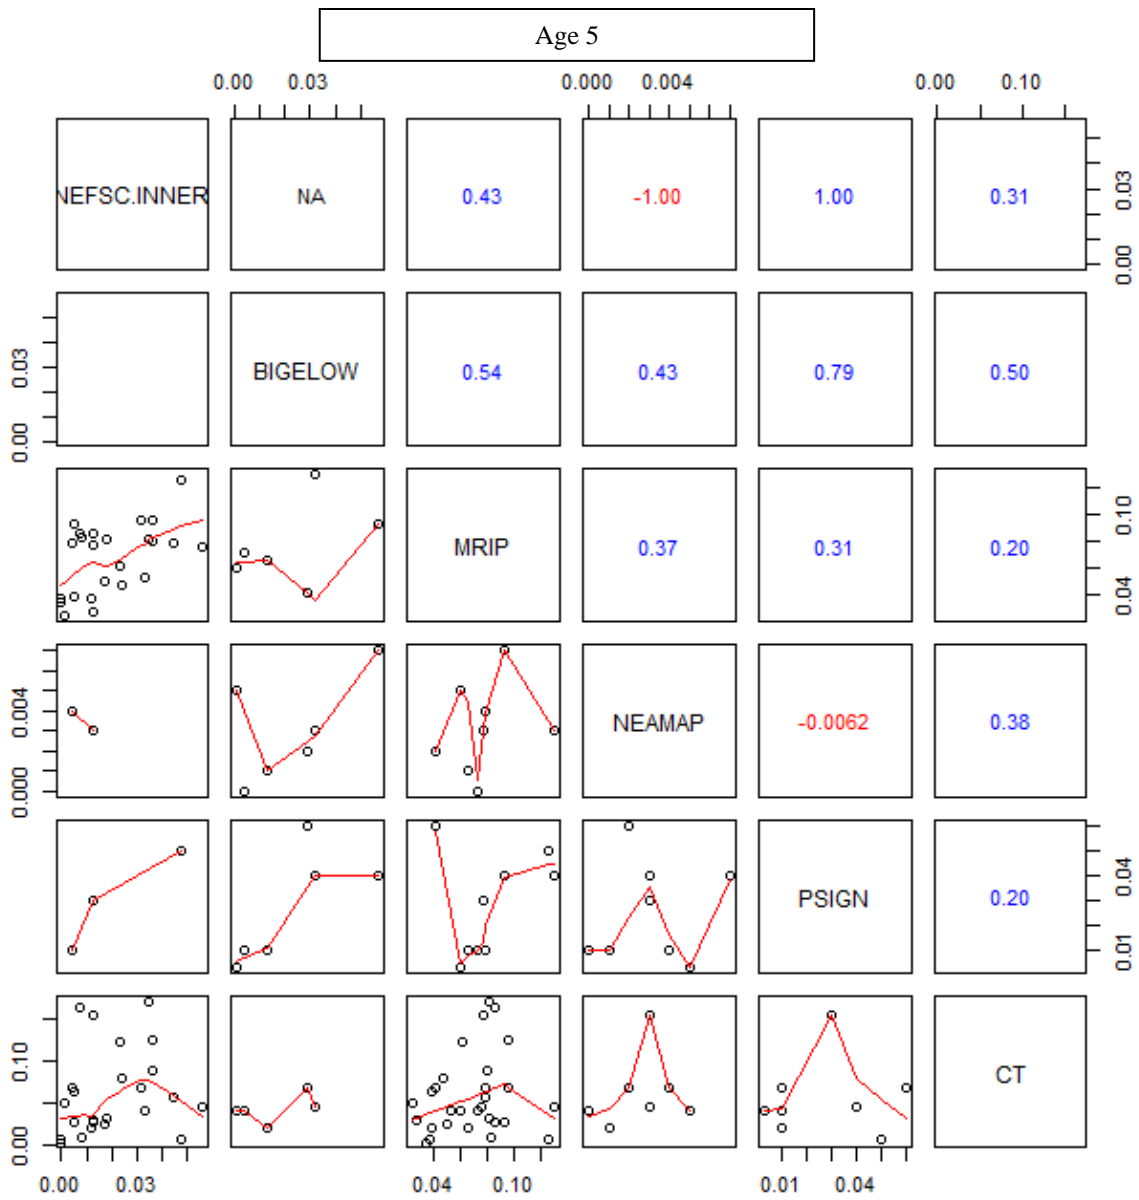 Age 5
0.00 0.03 0.000 0.004 0.00 0.10
NEFSC.INNER NA 0.43 -1.00 1.00 0.31 0.00 0.03
0.00 0.03 BIGELOW 0.54 0.43 0.79 0.50
MRIP 0.37 0.31 0.20 0.04 0.10
0.000 0.004 NEAMAP -0.0062 0.38
PSIGN 0.20 0.01 0.04
0.00 0.10 CT
0.00 0.03 0.04 0.10 0.01 0.04